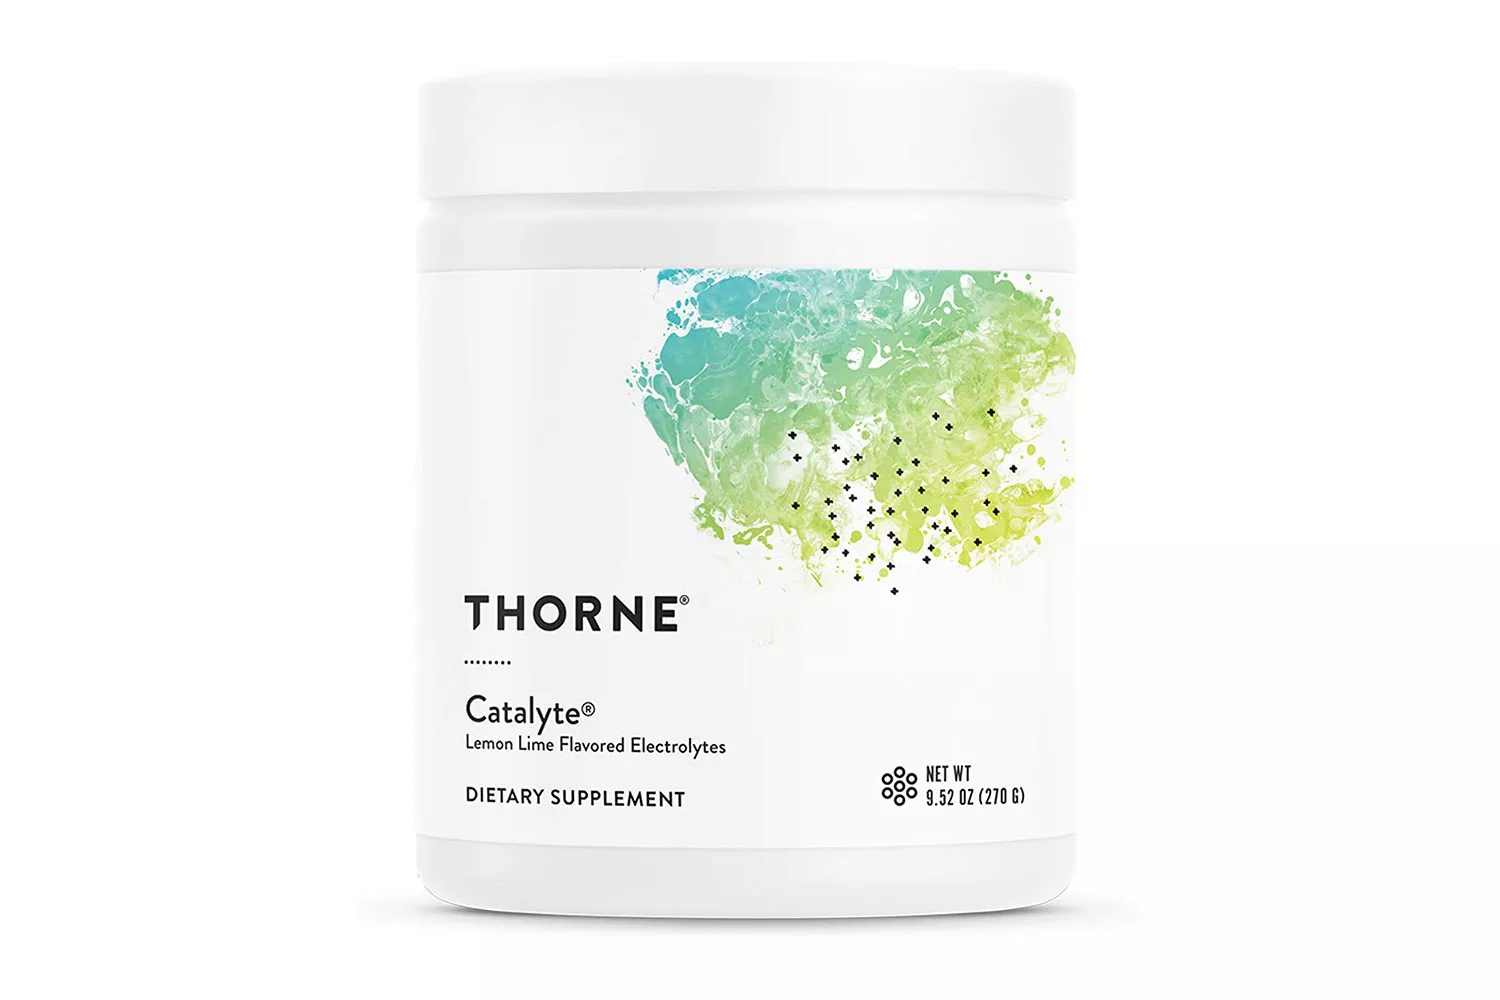 THORNE®
Catalyte®
Lemon Lime Flavored Electrolytes
DIETARY SUPPLEMENT
NET WT
9.52 OZ (270 G)